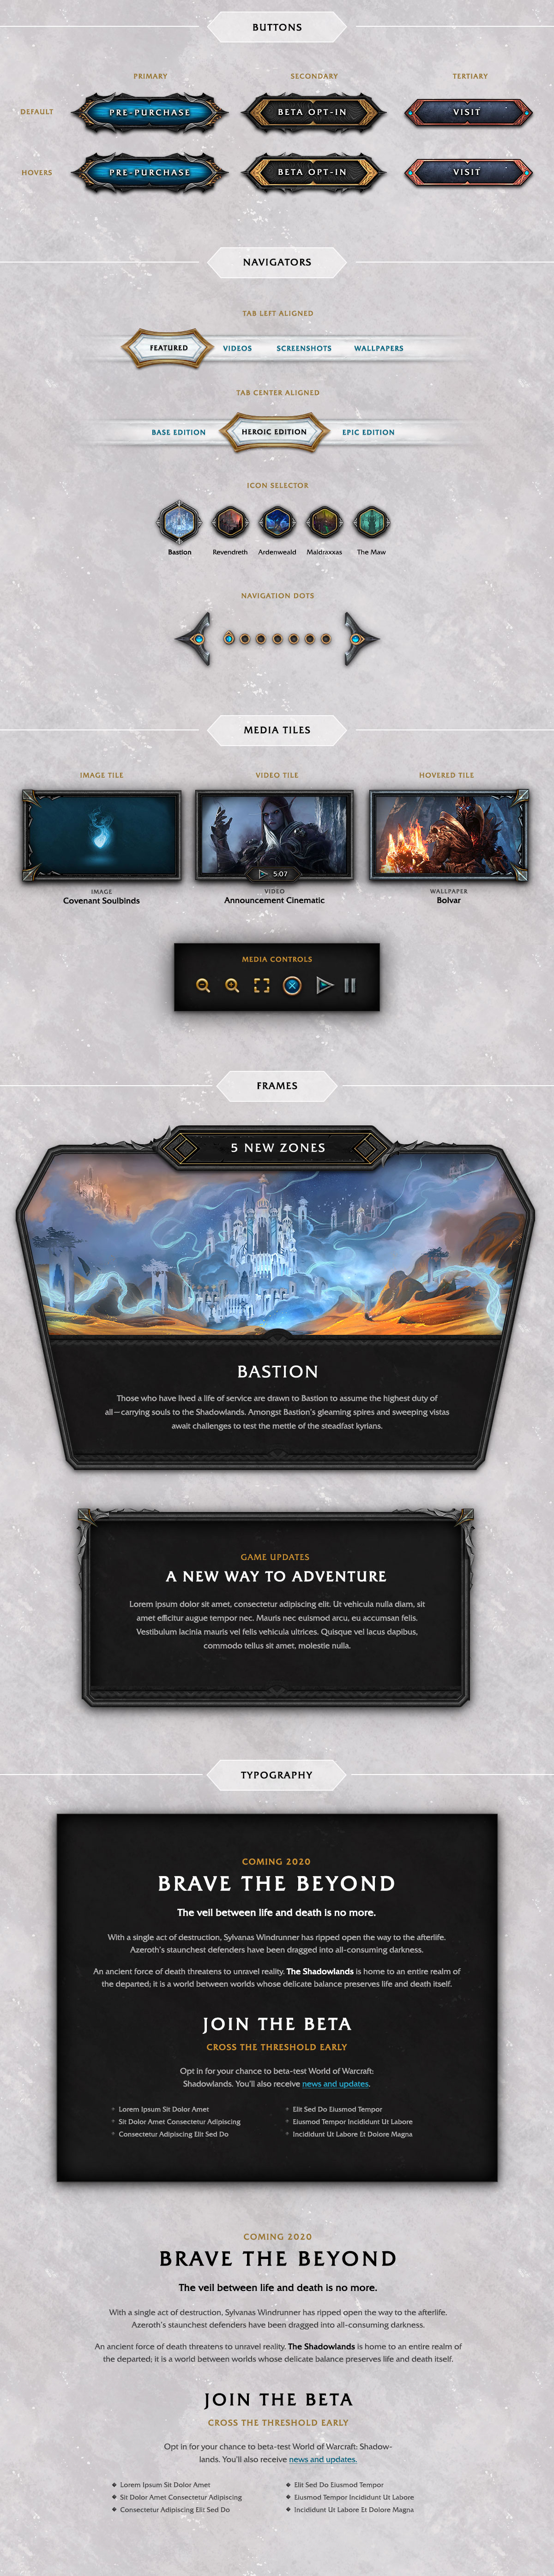 BUTTONS
PRIMARY
SECONDARY
TERTIARY
DEFAULT
PRE-PURCHASE
BETA OPT-IN
VISIT
HOVERS
PRE-PURCHASE
BETA OPT-IN
VISIT
NAVIGATORS
TAB LEFT ALIGNED
FEATURED
VIDEOS
SCREENSHOTS
WALLPAPERS
TAB CENTER ALIGNED
BASE EDITION
HEROIC EDITION
EPIC EDITION
ICON SELECTOR
Bastion
Revendreth
Ardenweald
Maldraxxas
The Maw
NAVIGATION DOTS
MEDIA TILES
IMAGE TILE
VIDEO TILE
HOVERED TILE
5:07
IMAGE
Covenant Soulbinds
VIDEO
Announcement Cinematic
WALLPAPER
Bolvar
MEDIA CONTROLS
FRAMES
5 NEW ZONES
BASTION
Those who have lived a life of service are drawn to Bastion to assume the highest duty of
all—carrying souls to the Shadowlands. Amongst Bastion's gleaming spires and sweeping vistas
await challenges to test the mettle of the steadfast kyrians.
GAME UPDATES
A NEW WAY TO ADVENTURE
Lorem ipsum dolor sit amet, consectetur adipiscing elit. Ut vehicula nulla diam, sit
amet efficitur augue tempor nec. Mauris nec euismod arcu, eu accumsan felis.
Vestibulum lacinia mauris vel felis vehicula ultrices. Quisque vel lacus dapibus,
commodo tellus sit amet, molestie nulla.
TYPOGRAPHY
COMING 2020
BRAVE THE BEYOND
The veil between life and death is no more.
With a single act of destruction, Sylvanas Windrunner has ripped open the way to the afterlife.
Azeroth's staunchest defenders have been dragged into all-consuming darkness.
An ancient force of death threatens to unravel reality. The Shadowlands is home to an entire realm of
the departed; it is a world between worlds whose delicate balance preserves life and death itself.
JOIN THE BETA
CROSS THE THRESHOLD EARLY
Opt in for your chance to beta-test World of Warcraft:
Shadowlands. You'll also receive news and updates.
Lorem Ipsum Sit Dolor Amet
Sit Dolor Amet Consectetur Adipiscing
Consectetur Adipiscing Elit Sed Do
Elit Sed Do Eiusmod Tempor
Eiusmod Tempor Incididunt Ut Labore
Incididunt Ut Labore Et Dolore Magna
COMING 2020
BRAVE THE BEYOND
The veil between life and death is no more.
With a single act of destruction, Sylvanas Windrunner has ripped open the way to the afterlife.
Azeroth's staunchest defenders have been dragged into all-consuming darkness.
An ancient force of death threatens to unravel reality. The Shadowlands is home to an entire realm of
the departed; it is a world between worlds whose delicate balance preserves life and death itself.
JOIN THE BETA
CROSS THE THRESHOLD EARLY
Opt in for your chance to beta-test World of Warcraft: Shadow-
lands. You'll also receive news and updates.
Lorem Ipsum Sit Dolor Amet
Sit Dolor Amet Consectetur Adipiscing
Consectetur Adipiscing Elit Sed Do
Elit Sed Do Eiusmod Tempor
Eiusmod Tempor Incididunt Ut Labore
Incididunt Ut Labore Et Dolore Magna